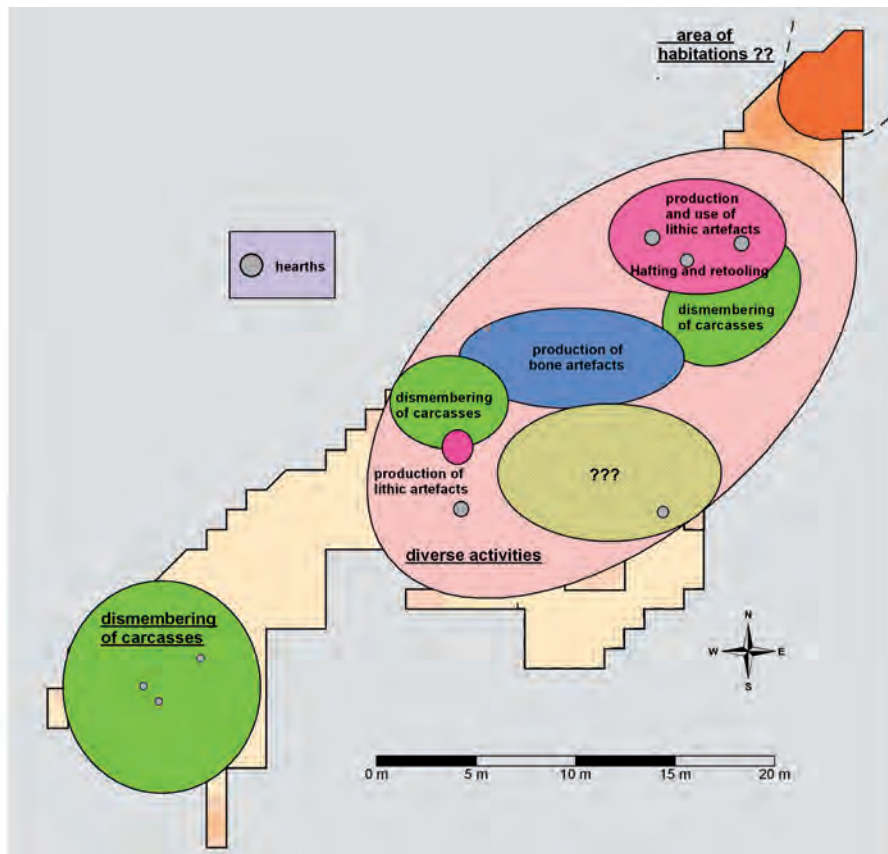 area of
habitations ??
production
and use of
lithic artefacts
Hafting and retooling
hearths
dismembering
of carcasses
production of
bone artefacts
dismembering
of carcasses
???
production of
lithic artefacts
diverse activities
dismembering
of carcasses
N
W E
S
0 m 5 m 10 m 15 m 20 m